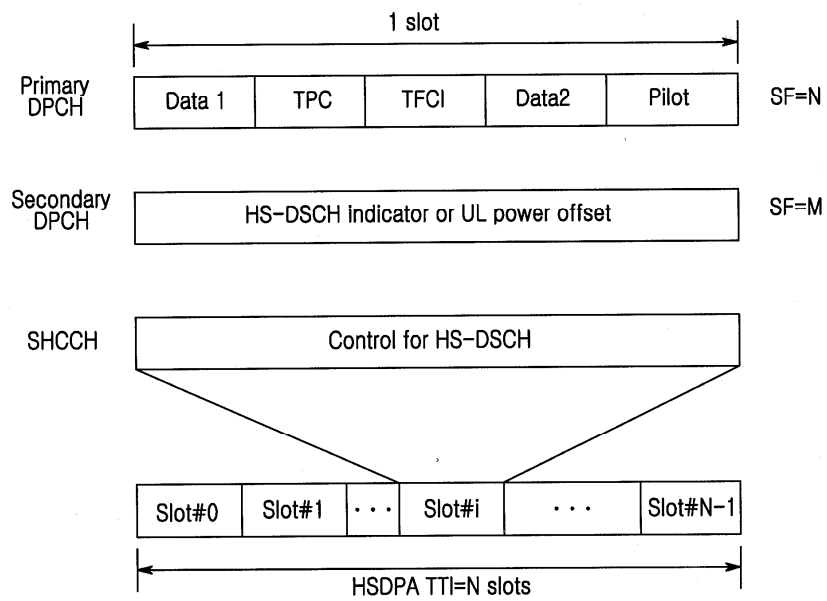 1 slot
Primary
DPCH
Data 1 TPC TFCI Data2 Pilot SF=N
Secondary
DPCH
HS-DSCH indicator or UL power offset SF=M
SHCCH Control for HS-DSCH
Slot#0 Slot#1 ··· Slot#i ··· Slot#N-1
HSDPA TTI=N slots